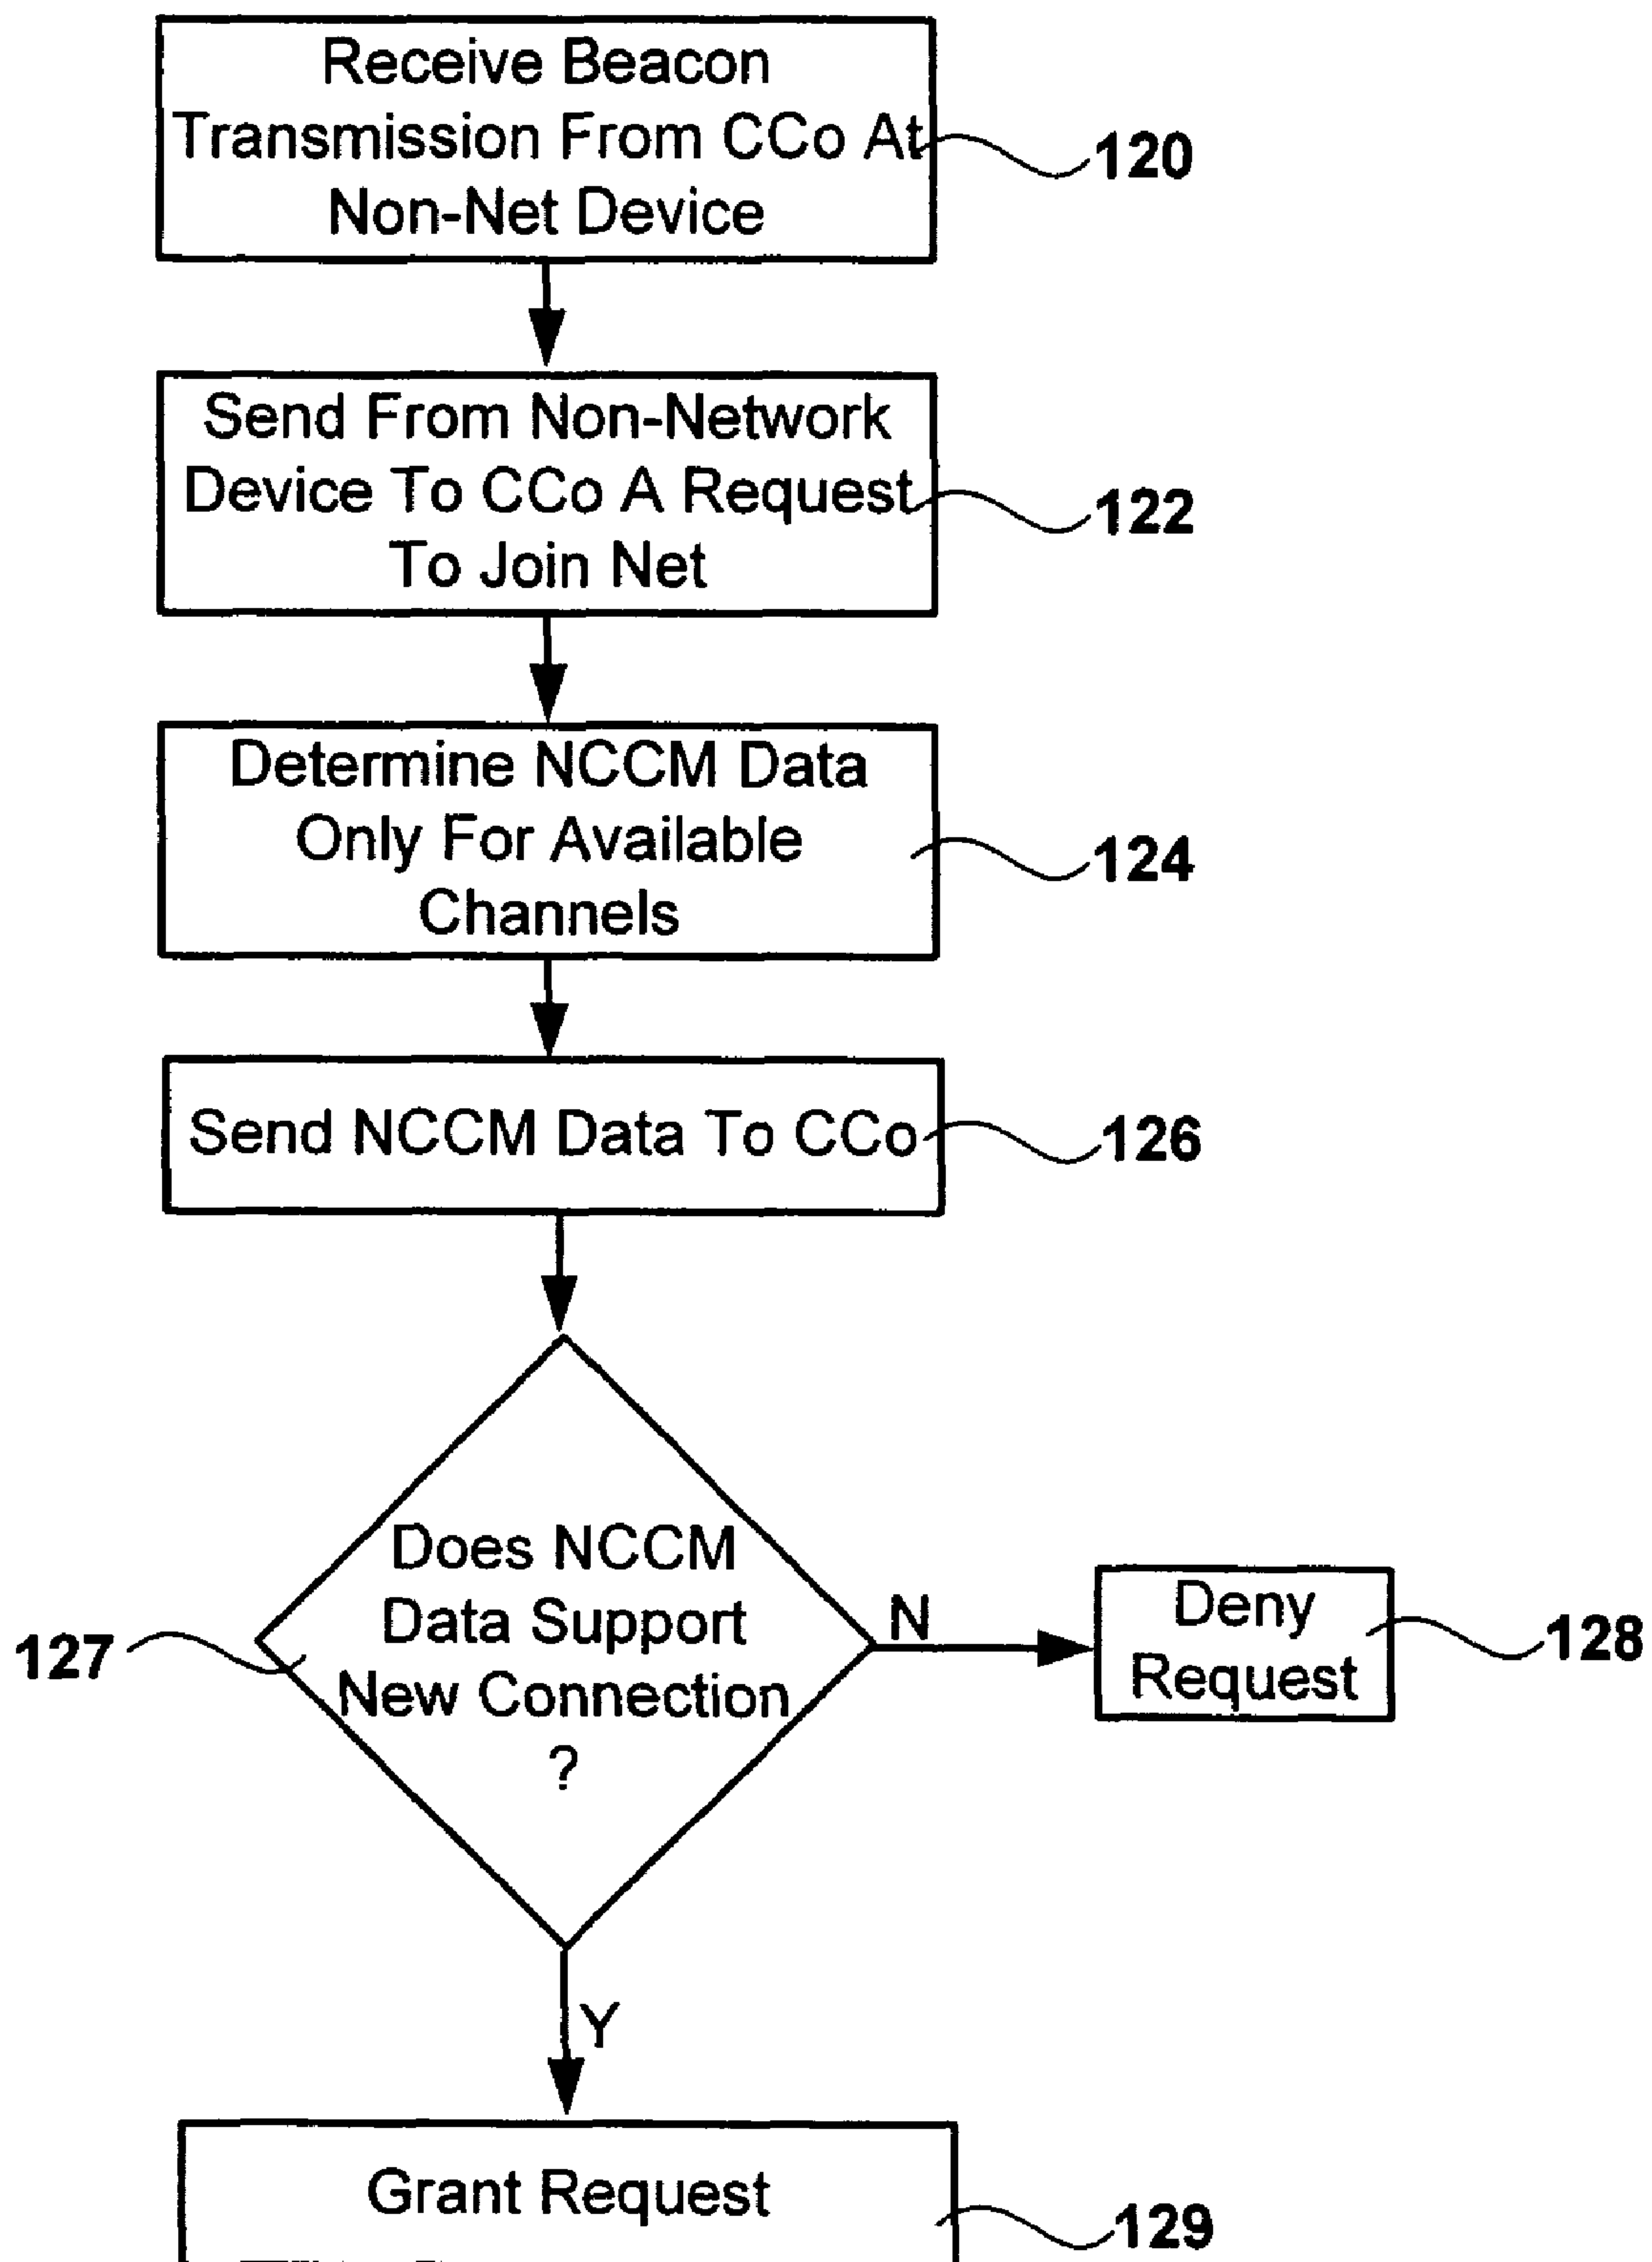 Receive Beacon
Transmission From CCo At
Non-Net Device
120
Send From Non-Network
Device To CCo A Request
To Join Net
122
Determine NCCM Data
Only For Available
Channels
124
Send NCCM Data To CCo
126
Does NCCM
Data Support
New Connection
?
127
N
Deny
Request
128
Y
Grant Request
129